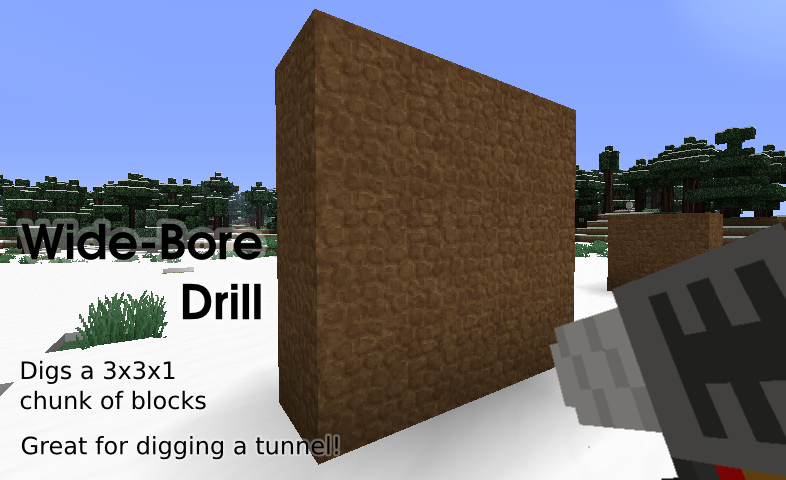 Wide-Bore
Drill
Digs a 3x3x1
chunk of blocks
Great for digging a tunnel!